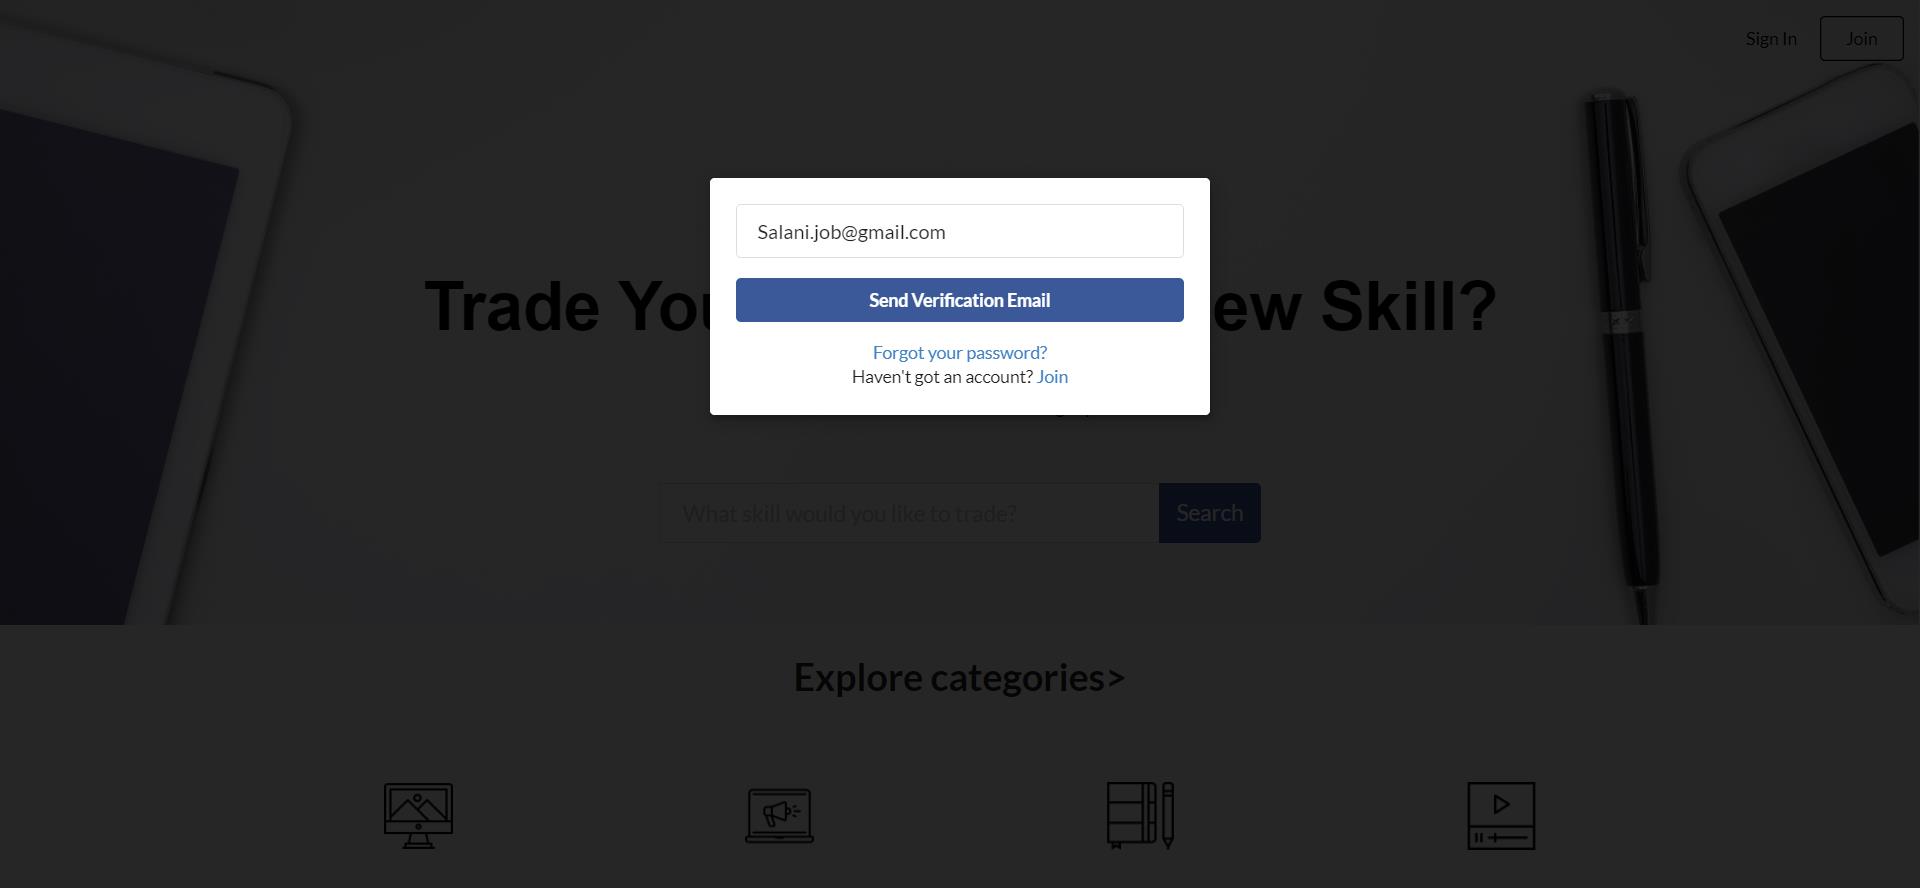 Sign In
Join
Salani.job@gmail.com
Send Verification Email
Trade You
ew Skill?
Forgot your password?
Haven't got an account? Join
What skill would you like to trade?
Search
Explore categories>